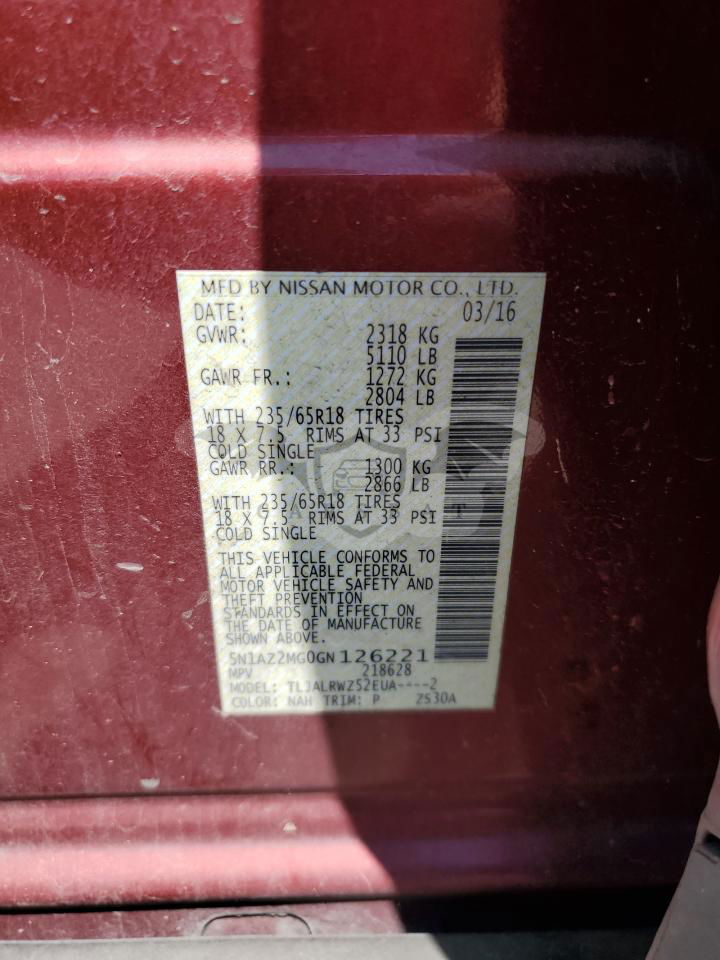 MFD BY NISSAN MOTOR CO., LTD.
DATE: 03/16
GVWR: 2318 KG
5110 LB
GAWR FR.: 1272 KG
2804 LB
WITH 235/65R18 TIRES
18 X 7.5 RIMS AT 33 PSI
COLD SINGLE
GAWR RR.: 1300 KG
2866 LB
WITH 235/65R18 TIRES
18 X 7.5 RIMS AT 33 PSI
COLD SINGLE
THIS VEHICLE CONFORMS TO
ALL APPLICABLE FEDERAL
MOTOR VEHICLE SAFETY AND
THEFT PREVENTION
STANDARDS IN EFFECT ON
THE DATE OF MANUFACTURE
SHOWN ABOVE.
5N1AZ2MG0GN126221
MPV 218628
MODEL: TLJALRWZ52EUA----2
COLOR: NAH TRIM: P ZS30A